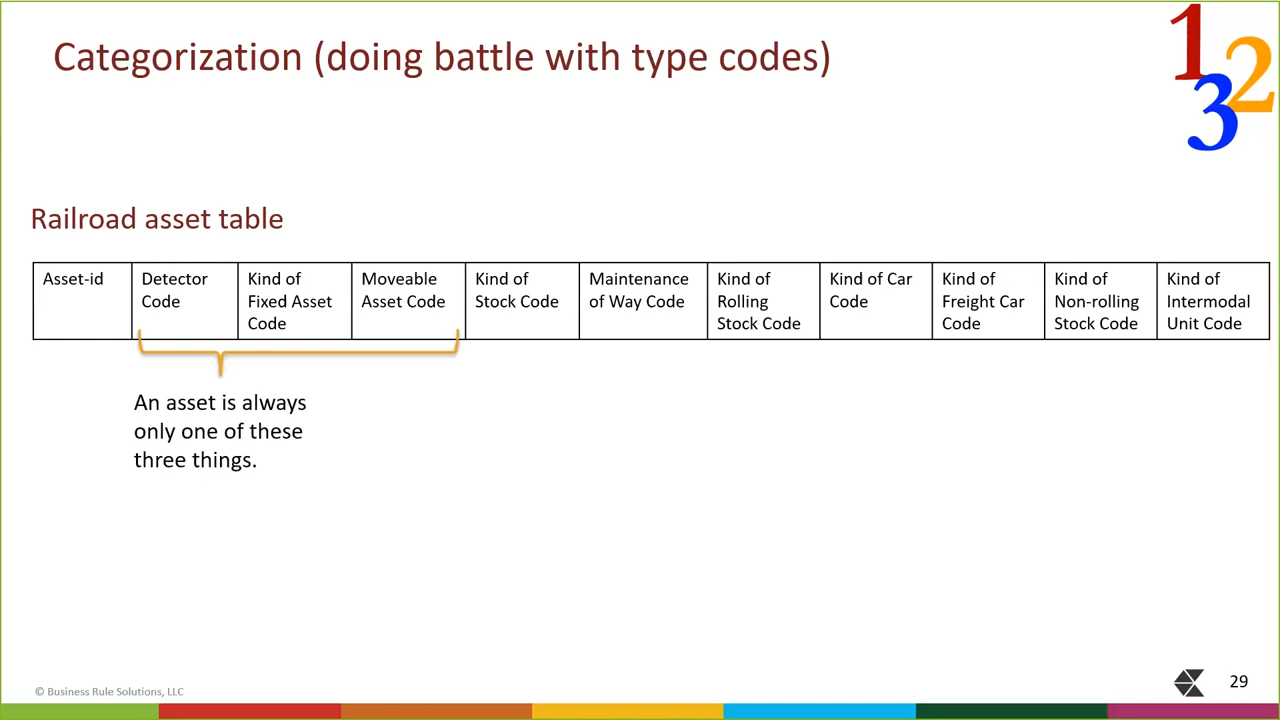 Categorization (doing battle with type codes)
1
2
3
Railroad asset table
Asset-id
Detector
Code
Kind of
Fixed Asset
Code
Moveable
Asset Code
Kind of
Stock Code
Maintenance
of Way Code
Kind of
Rolling
Stock Code
Kind of Car
Code
Kind of
Freight Car
Code
Kind of
Non-rolling
Stock Code
Kind of
Intermodal
Unit Code
An asset is always
only one of these
three things.
© Business Rule Solutions, LLC
29